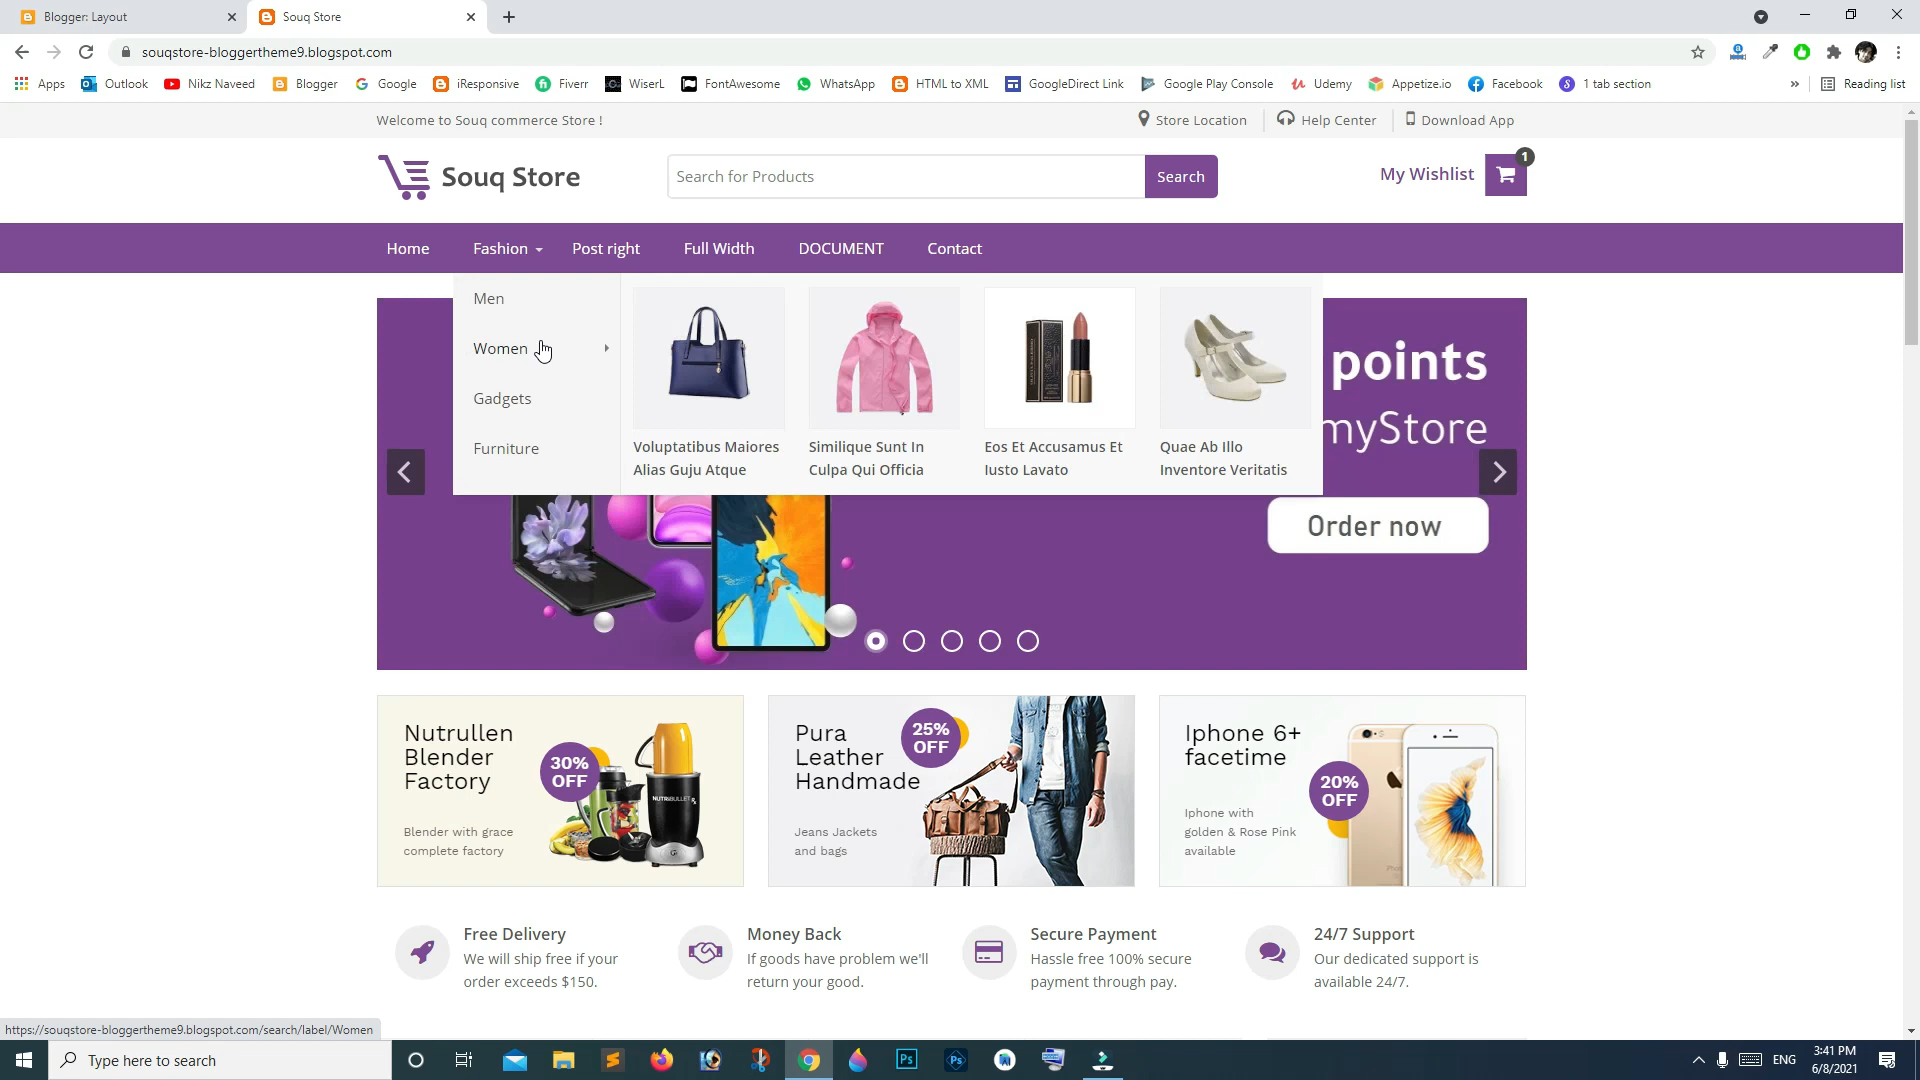 Blogger: Layout
Souq Store
souqstore-bloggertheme9.blogspot.com
Apps
Outlook
Nikz Naveed
Blogger
Google
iResponsive
Fiverr
WiserL
FontAwesome
WhatsApp
HTML to XML
GoogleDirect Link
Google Play Console
Udemy
Appetize.io
Facebook
1 tab section
»
Reading list
Welcome to Souq commerce Store !
Store Location
Help Center
Download App
Souq Store
Search for Products
Search
My Wishlist
1
Home
Fashion
Post right
Full Width
DOCUMENT
Contact
Men
Women
Gadgets
Furniture
Voluptatibus Maiores
Alias Guju Atque
Similique Sunt In
Culpa Qui Officia
Eos Et Accusamus Et
Iusto Lavato
Quae Ab Illo
Inventore Veritatis
points
myStore
Order now
Nutrullen
Blender
Factory
30%
OFF
Blender with grace
complete factory
NUTRIBULLET
Pura
Leather
Handmade
25%
OFF
Jeans Jackets
and bags
Iphone 6+
facetime
20%
OFF
Iphone with
golden & Rose Pink
available
Free Delivery
We will ship free if your
order exceeds $150.
Money Back
If goods have problem we'll
return your good.
Secure Payment
Hassle free 100% secure
payment through pay.
24/7 Support
Our dedicated support is
available 24/7.
https://souqstore-bloggertheme9.blogspot.com/search/label/Women
Type here to search
Ps
Ps
ENG
3:41 PM
6/8/2021